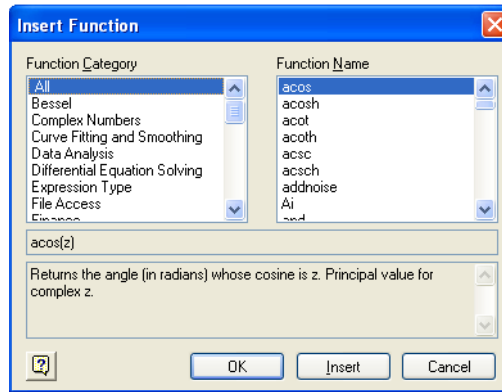 Insert Function
Function Category
All
Bessel
Complex Numbers
Curve Fitting and Smoothing
Data Analysis
Differential Equation Solving
Expression Type
File Access
Finance
Function Name
acos
acosh
acot
acoth
acsc
acsch
addnoise
Ai
and
acos(z)
Returns the angle (in radians) whose cosine is z. Principal value for
complex z.
OK
Insert
Cancel